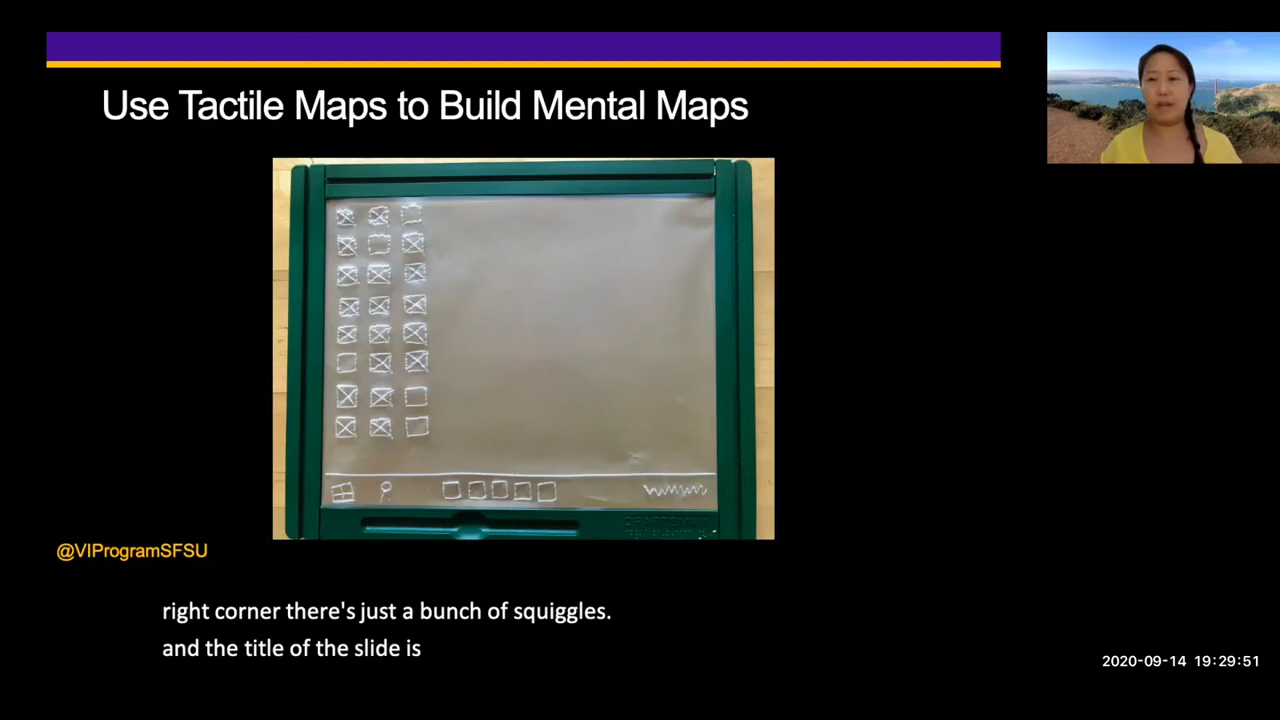 Use Tactile Maps to Build Mental Maps
@VIProgramSFSU
right corner there's just a bunch of squiggles.
and the title of the slide is
2020-09-14 19:29:51